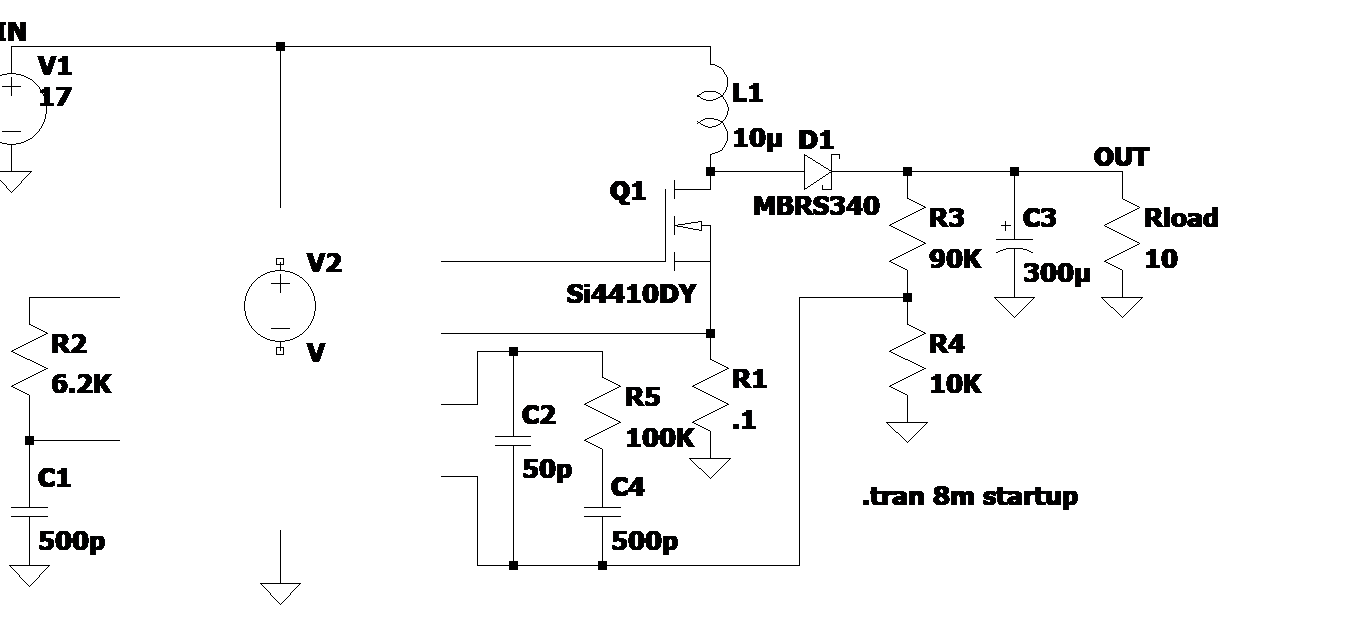 IN
V1
17
L1
10µ
D1
MBRS340
OUT
Q1
Si4410DY
R3
90K
C3
300µ
Rload
10
V2
V
R2
6.2K
R4
10K
R1
.1
R5
100K
C2
50p
C4
500p
C1
500p
.tran 8m startup